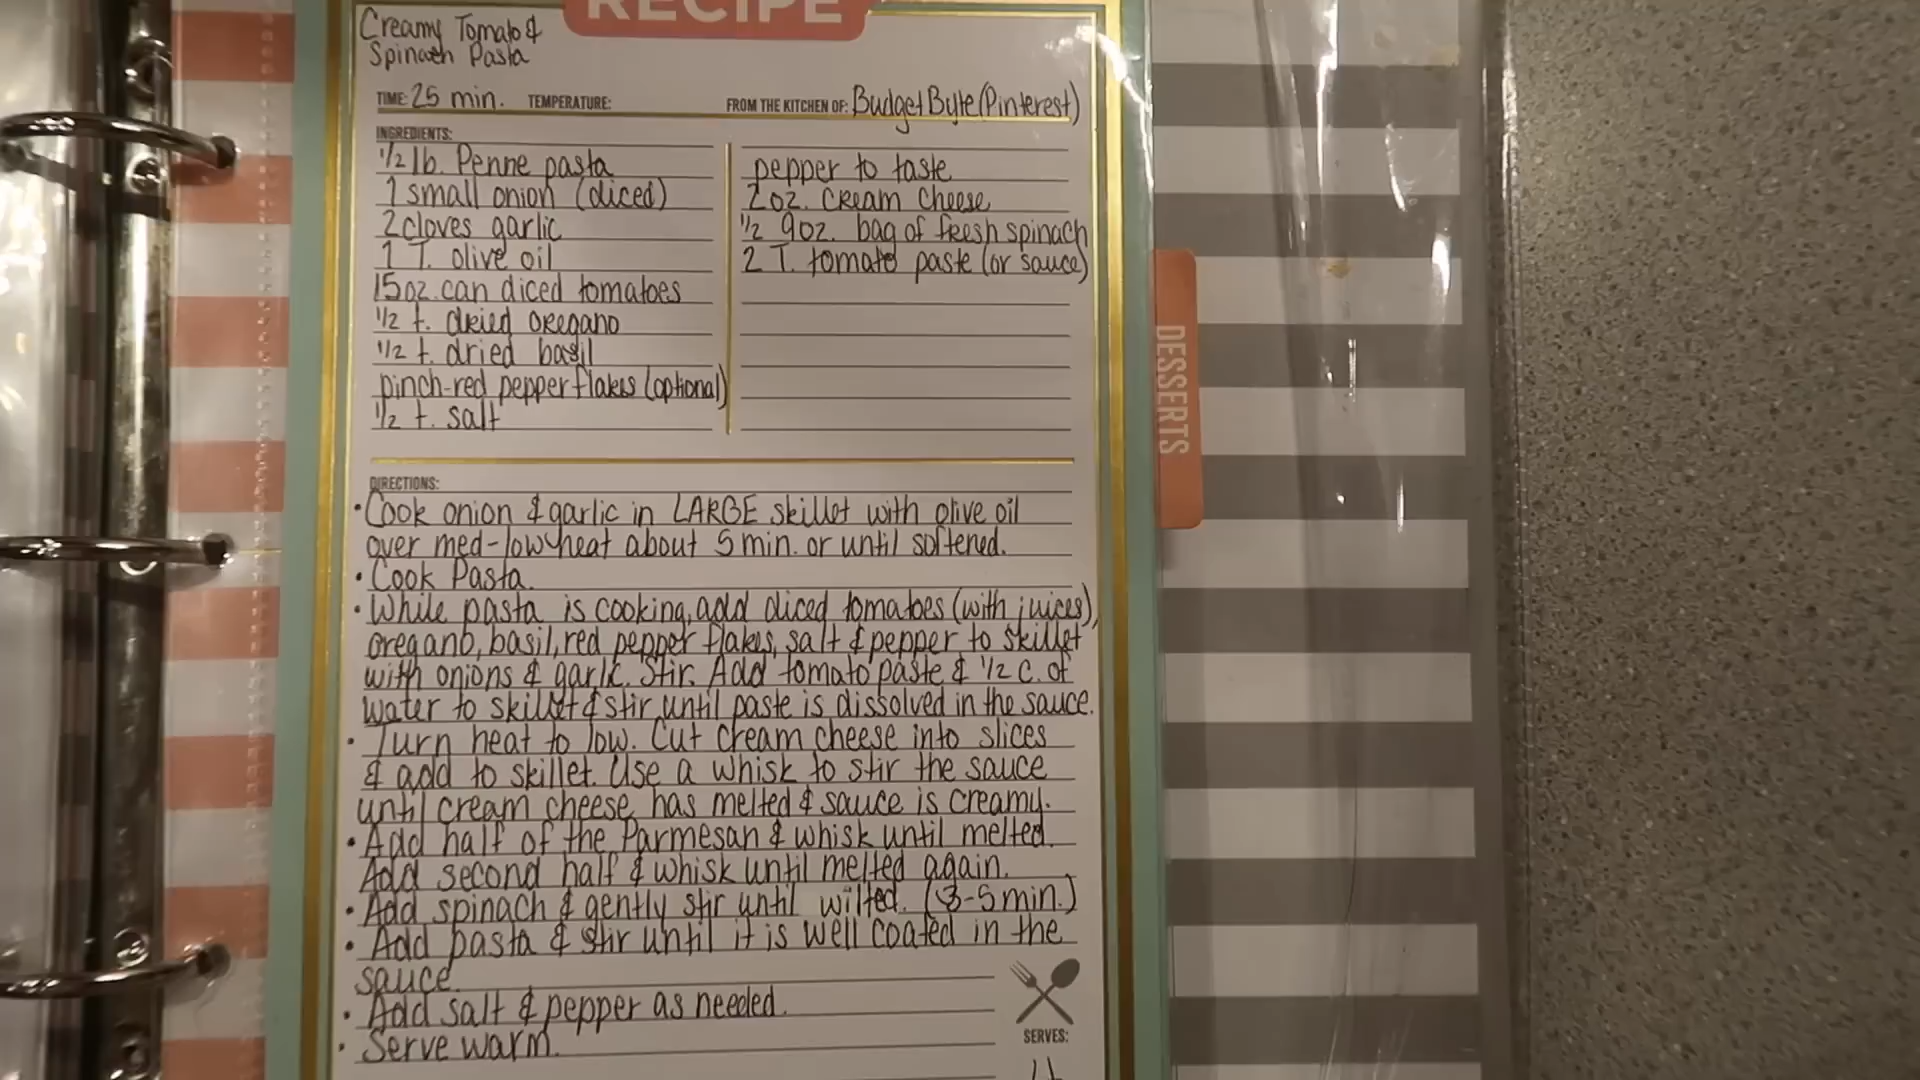 RECIPE
Creamy Tomato &
Spinach Pasta
TIME: 25 min. TEMPERATURE: FROM THE KITCHEN OF: Budget Byte (Pinterest)
INGREDIENTS:
1/2 lb. Penne pasta
1 small onion (diced)
2 cloves garlic
1 T. olive oil
15 oz. can diced tomatoes
1/2 t. dried oregano
1/2 t. dried basil
pinch-red pepper flakes (optional)
1/2 t. salt
pepper to taste
2 oz. cream cheese
1/2 9oz. bag of fresh spinach
2 T. tomato paste (or sauce)
DIRECTIONS:
• Cook onion & garlic in LARGE skillet with olive oil
over med-low heat about 5 min. or until softened.
• Cook Pasta.
• While pasta is cooking, add diced tomatoes (with juices),
oregano, basil, red pepper flakes, salt & pepper to skillet
with onions & garlic. Stir. Add tomato paste & 1/2 c. of
water to skillet & stir until paste is dissolved in the sauce.
• Turn heat to low. Cut cream cheese into slices
& add to skillet. Use a whisk to stir the sauce
until cream cheese has melted & sauce is creamy.
• Add half of the Parmesan & whisk until melted.
Add second half & whisk until melted again.
• Add spinach & gently stir until wilted. (3-5 min.)
• Add pasta & stir until it is well coated in the
sauce.
• Add salt & pepper as needed.
• Serve warm.
SERVES:
DESSERTS